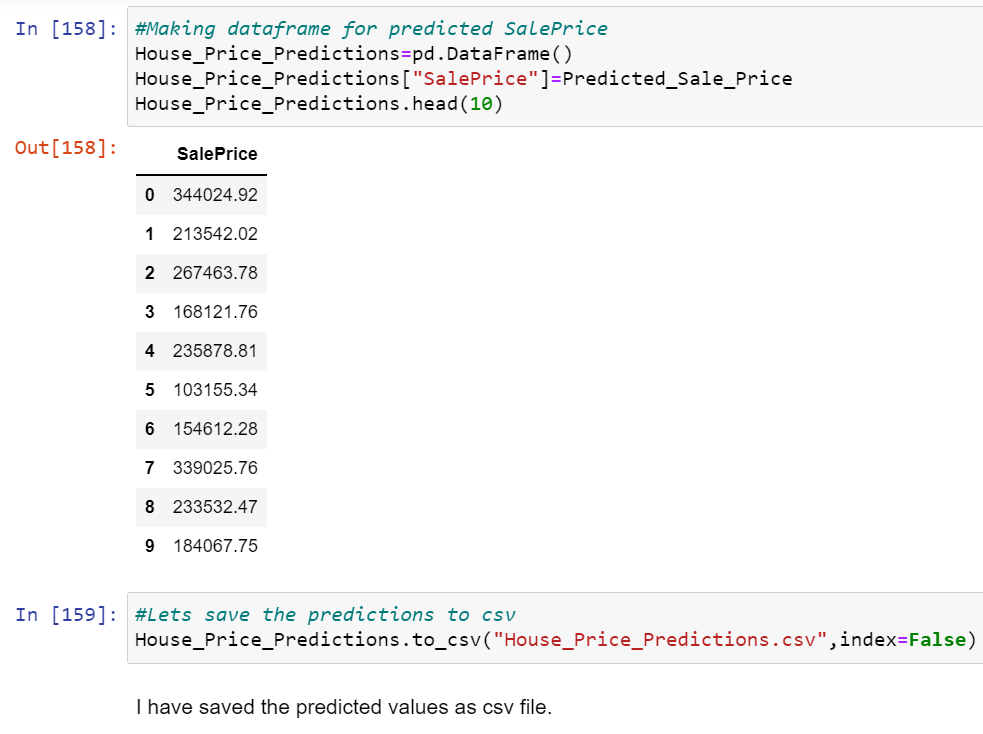 In [158]: #Making dataframe for predicted SalePrice
House_Price_Predictions=pd.DataFrame()
House_Price_Predictions["SalePrice"]=Predicted_Sale_Price
House_Price_Predictions.head(10)
Out[158]:
SalePrice
0 344024.92
1 213542.02
2 267463.78
3 168121.76
4 235878.81
5 103155.34
6 154612.28
7 339025.76
8 233532.47
9 184067.75
In [159]: #Lets save the predictions to csv
House_Price_Predictions.to_csv("House_Price_Predictions.csv",index=False)
I have saved the predicted values as csv file.